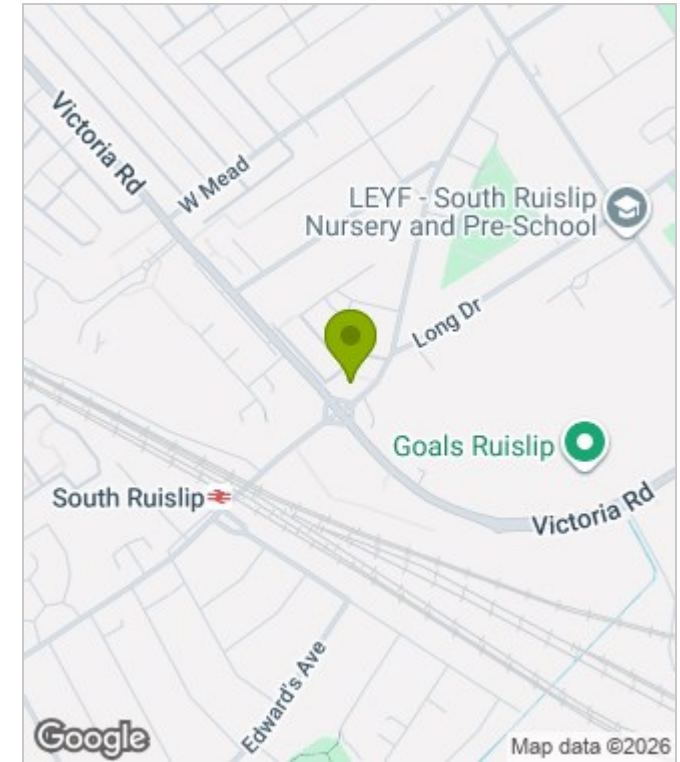 Victoria Rd
W Mead
LEYF - South Ruislip
Nursery and Pre-School
Long Dr
Goals Ruislip
South Ruislip
Victoria Rd
Edward's Ave
Google
Map data ©2026